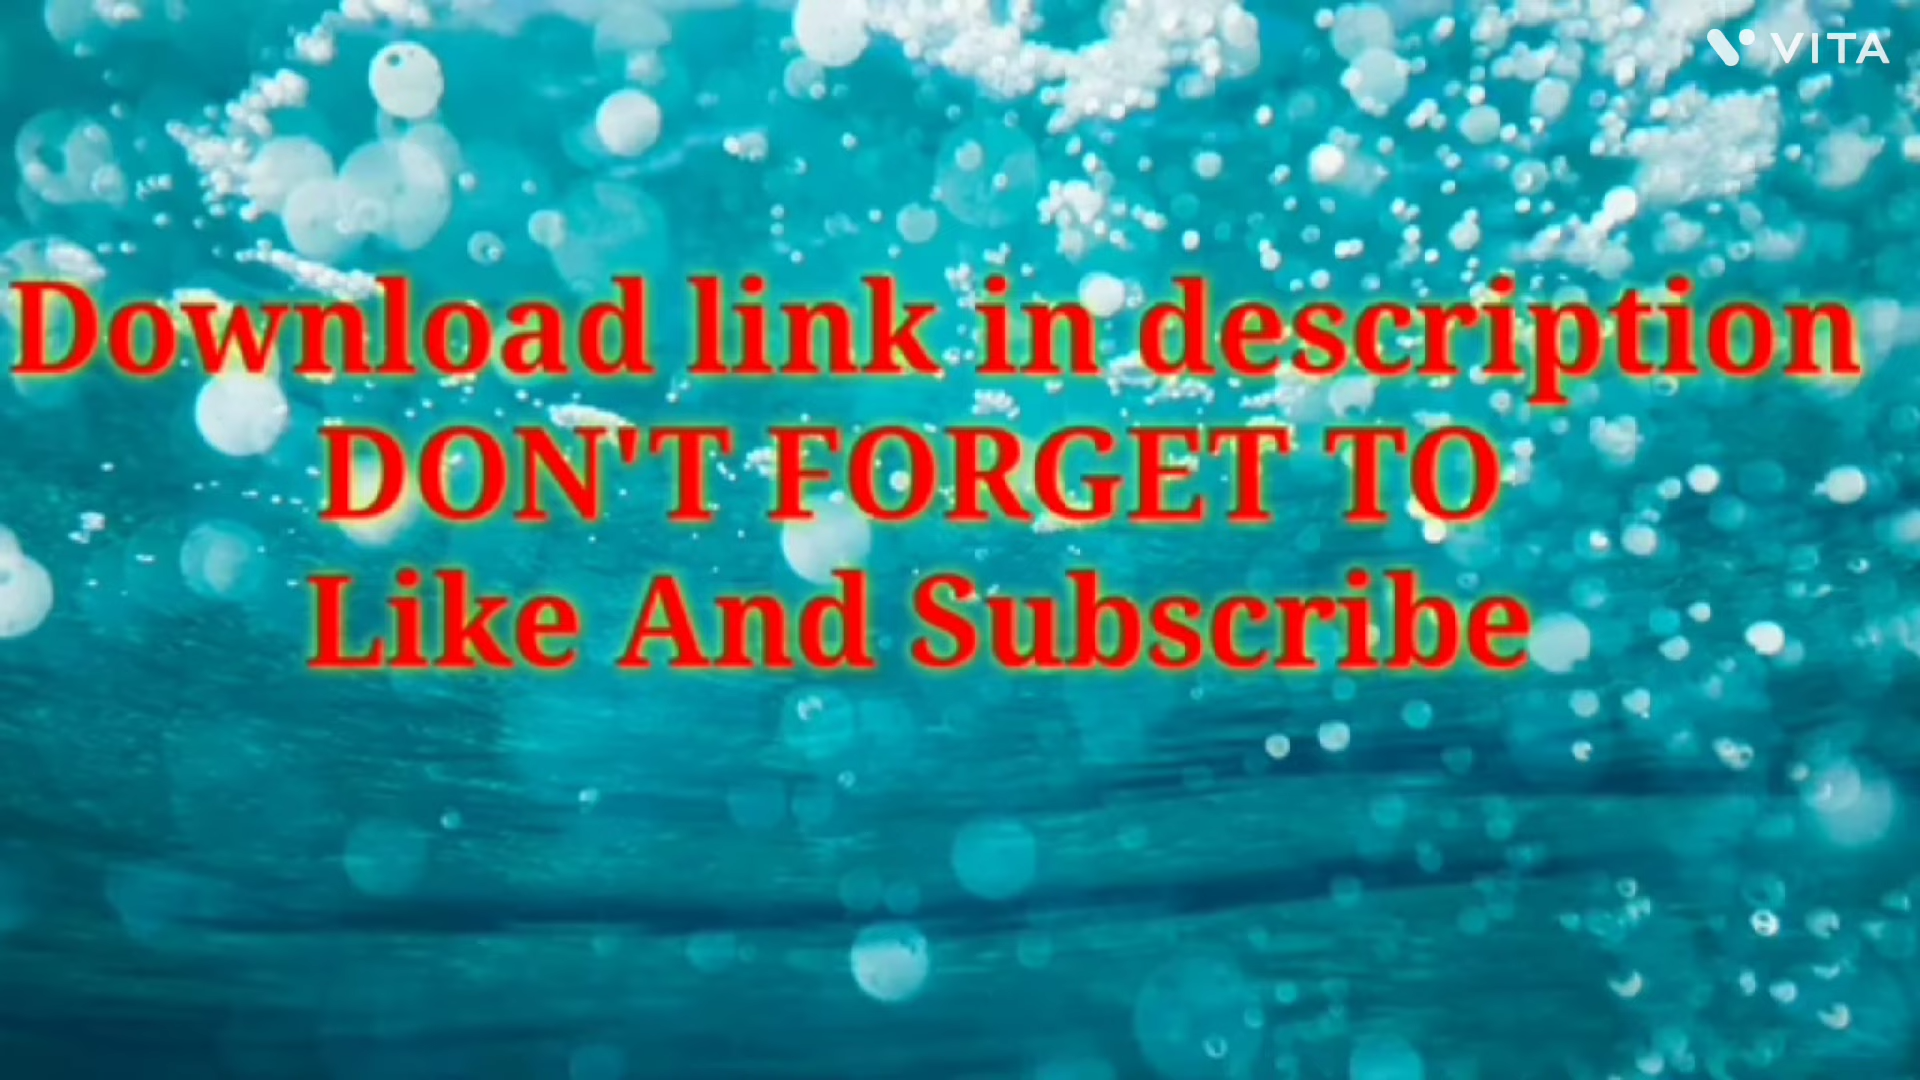 VITA
Download link in description
DON'T FORGET TO
Like And Subscribe